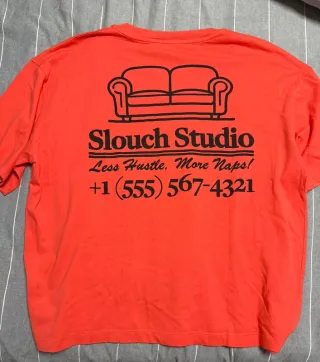 Slouch Studio
Less Hustle. More Naps!
+1 (555) 567-4321